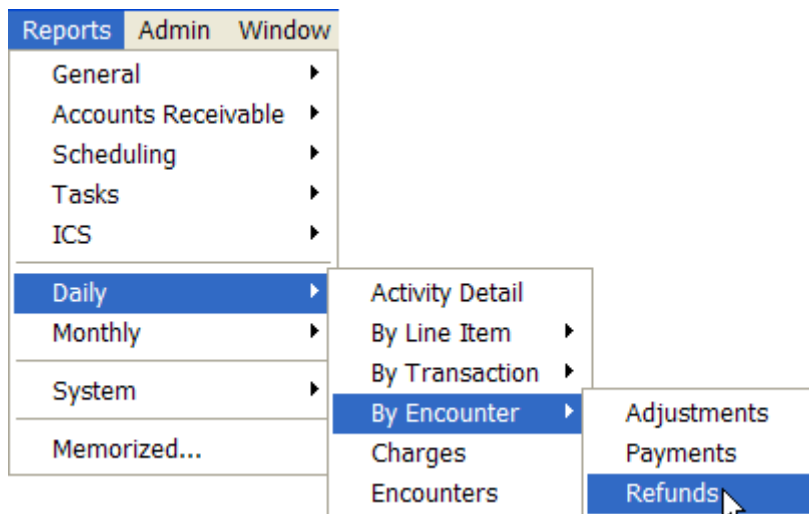 Reports Admin Window
General
Accounts Receivable
Scheduling
Tasks
ICS
Daily
Monthly
System
Memorized...
Activity Detail
By Line Item
By Transaction
By Encounter
Charges
Encounters
Adjustments
Payments
Refunds